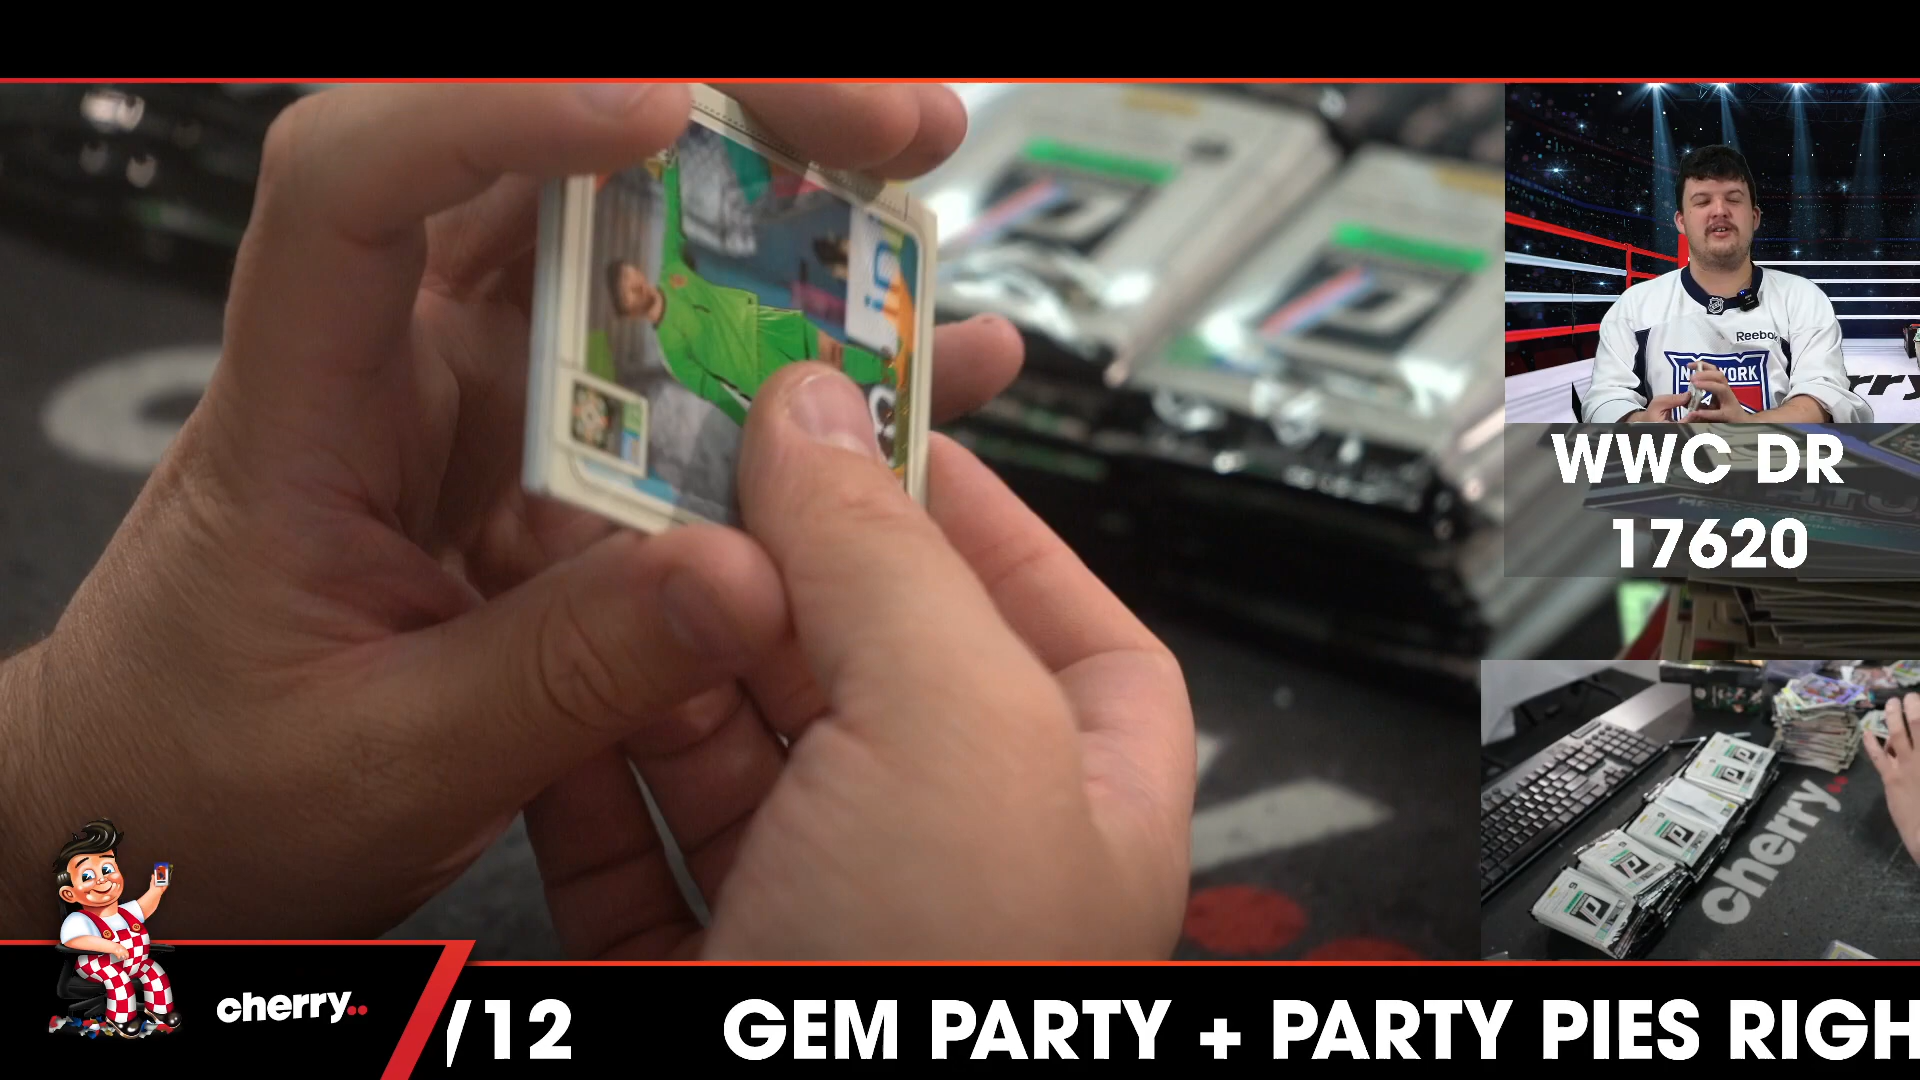 Reebok
NEW YORK
WWC DR
17620
cherry
cherry..
/12 GEM PARTY + PARTY PIES RIGH